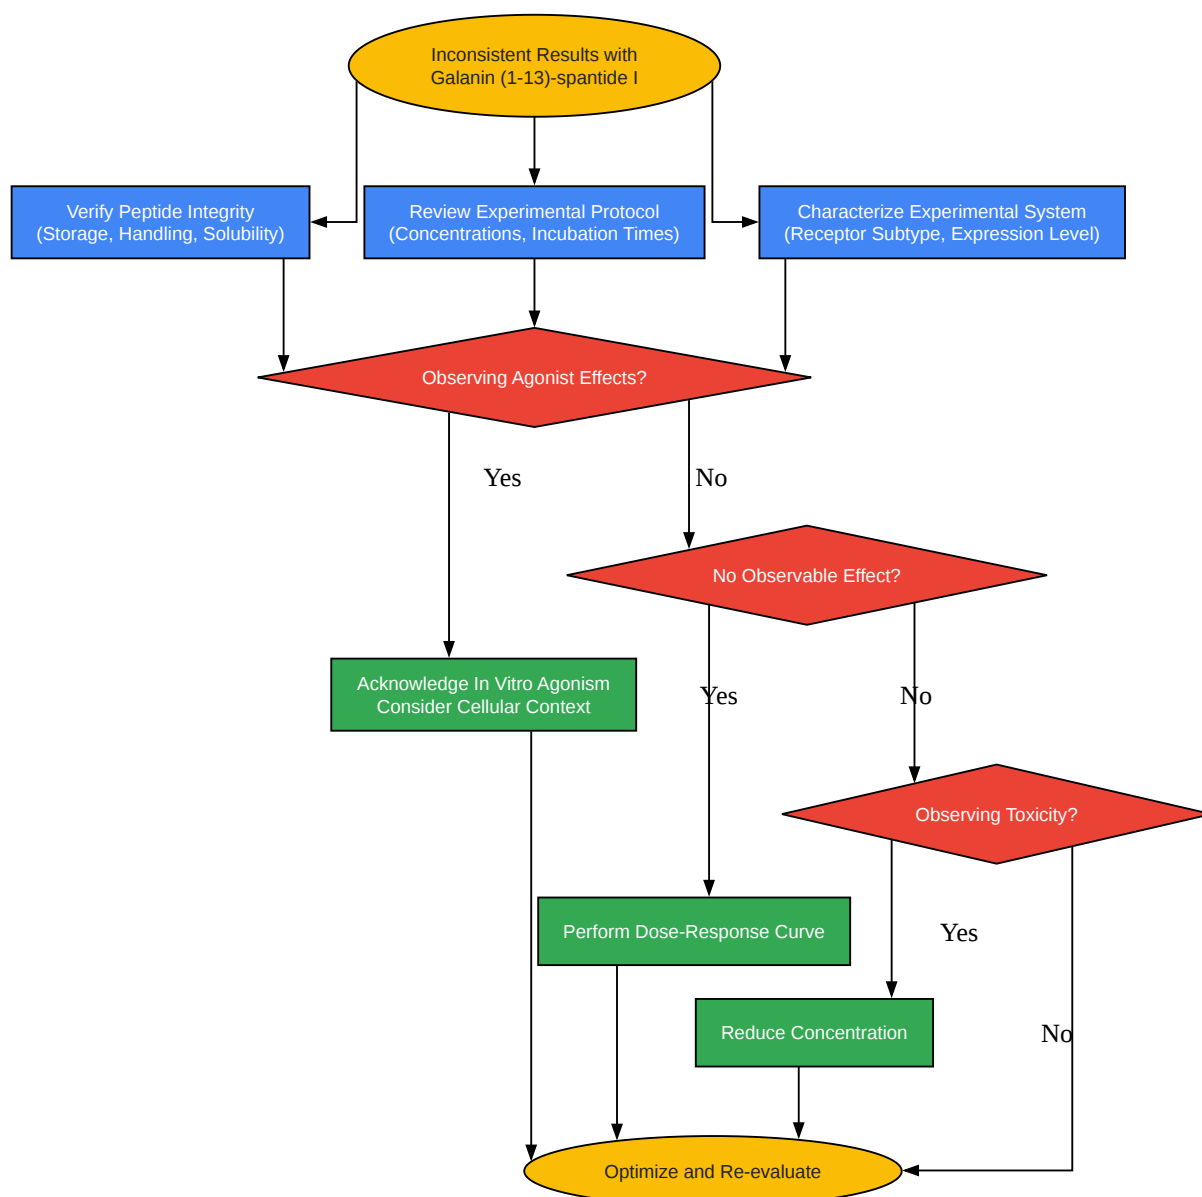 Inconsistent Results with
Galanin (1-13)-spantide I
Verify Peptide Integrity
(Storage, Handling, Solubility)
Review Experimental Protocol
(Concentrations, Incubation Times)
Characterize Experimental System
(Receptor Subtype, Expression Level)
Observing Agonist Effects?
Yes
No
No Observable Effect?
Acknowledge In Vitro Agonism
Consider Cellular Context
Yes
No
Observing Toxicity?
Perform Dose-Response Curve
Yes
Reduce Concentration
No
Optimize and Re-evaluate